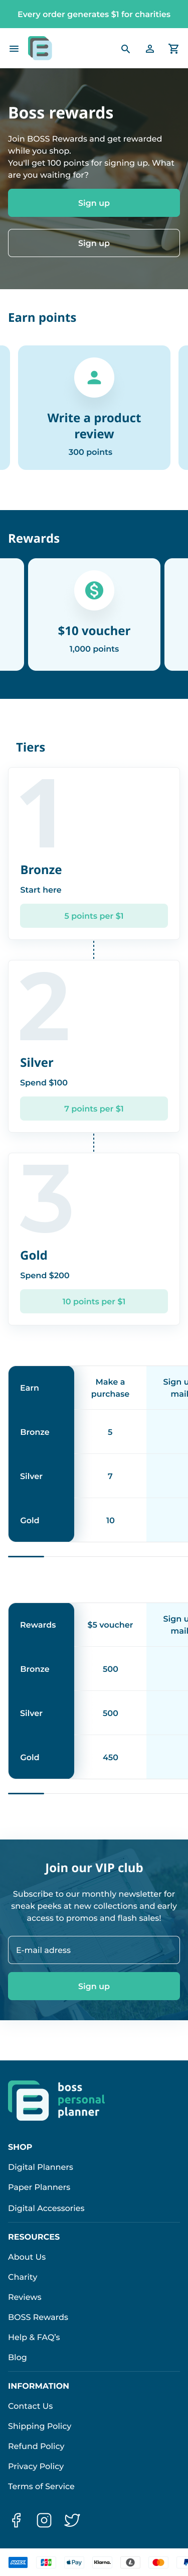 Every order generates $1 for charities
Boss rewards
Join BOSS Rewards and get rewarded
while you shop.
You'll get 100 points for signing up. What
are you waiting for?
Sign up
Sign up
Earn points
Write a product
review
300 points
Rewards
$10 voucher
1,000 points
Tiers
1
Bronze
Start here
5 points per $1
2
Silver
Spend $100
7 points per $1
3
Gold
Spend $200
10 points per $1
Earn
Make a
purchase
Sign u
mail
Bronze
5
Silver
7
Gold
10
Rewards
$5 voucher
Sign u
mail
Bronze
500
Silver
500
Gold
450
Join our VIP club
Subscribe to our monthly newsletter for
sneak peeks at new collections and early
access to promos and flash sales!
E-mail adress
Sign up
boss
personal
planner
SHOP
Digital Planners
Paper Planners
Digital Accessories
RESOURCES
About Us
Charity
Reviews
BOSS Rewards
Help & FAQ's
Blog
INFORMATION
Contact Us
Shipping Policy
Refund Policy
Privacy Policy
Terms of Service
JCB
Pay
Klarna.